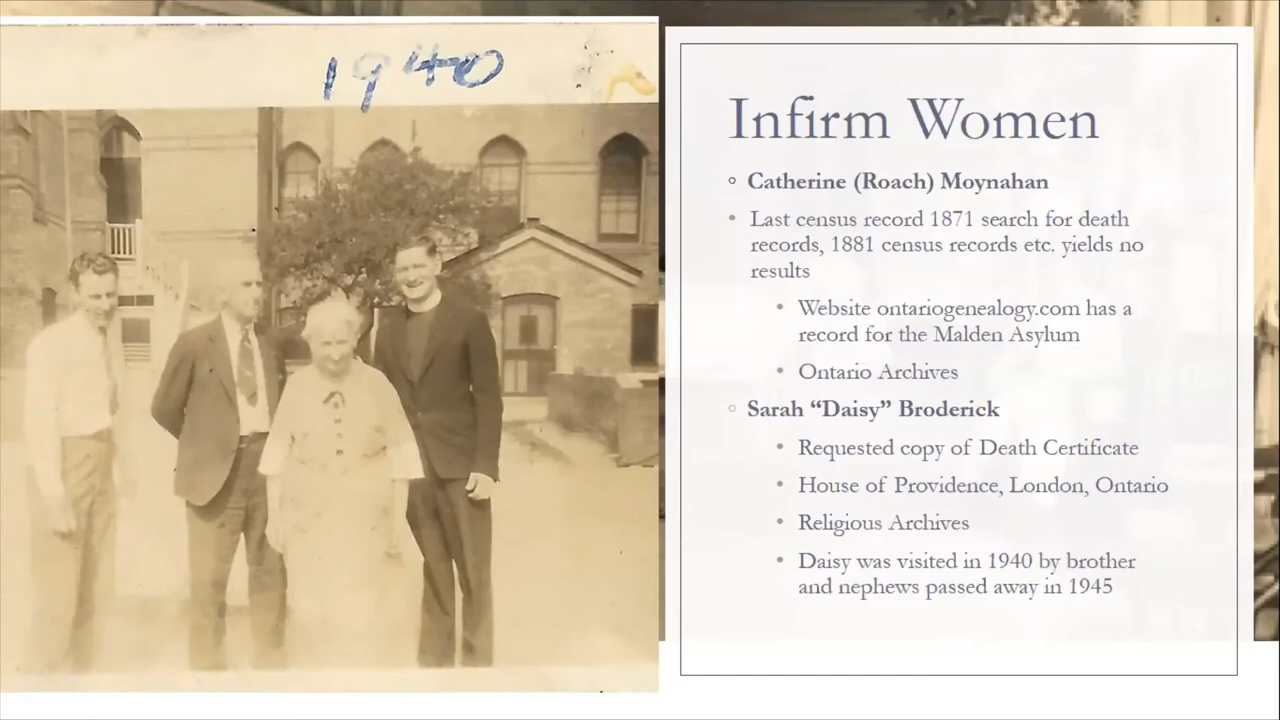 1940
Infirm Women
Catherine (Roach) Moynahan
Last census record 1871 search for death
records, 1881 census records etc. yields no
results
Website ontariogenealogy.com has a
record for the Malden Asylum
Ontario Archives
Sarah “Daisy” Broderick
Requested copy of Death Certificate
House of Providence, London, Ontario
Religious Archives
Daisy was visited in 1940 by brother
and nephews passed away in 1945